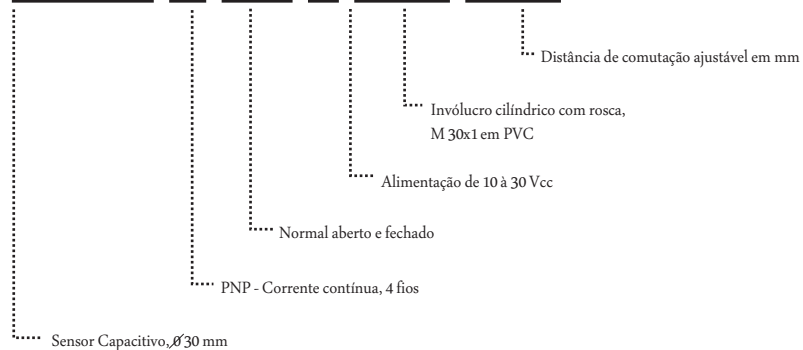 Distância de comutação ajustável em mm
Invólucro cilíndrico com rosca,
M 30x1 em PVC
Alimentação de 10 à 30 Vcc
Normal aberto e fechado
PNP - Corrente contínua, 4 fios
Sensor Capacitivo, Ø 30 mm